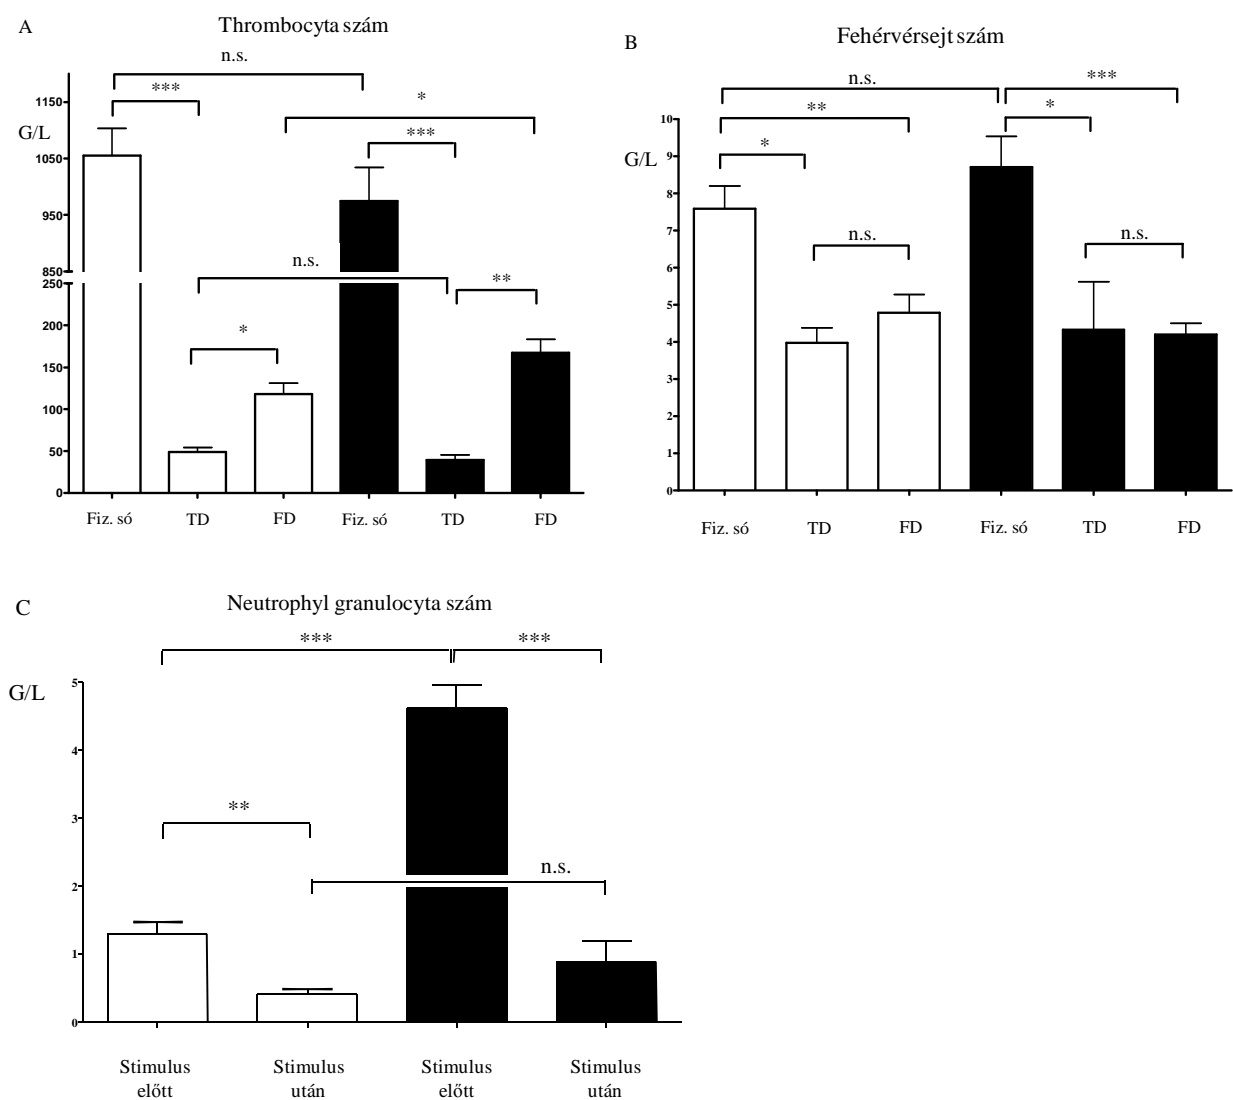 A
Thrombocyta szám
n.s.
***
*
***
G/L
1150
1050
950
850
250
200
150
100
50
0
n.s.
**
*
Fiz. só TD FD Fiz. só TD FD
B
Fehérvérsejt szám
n.s.
***
**
*
*
G/L
10
9
8
7
6
5
4
3
2
1
0
n.s.
n.s.
Fiz. só TD FD Fiz. só TD FD
C
Neutrophyl granulocyta szám
***
***
G/L
5
4
3
2
1
0
**
n.s.
Stimulus Stimulus Stimulus Stimulus
előtt után előtt után